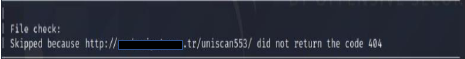 File check:
Skipped because http://.tr/uniscan553/ did not return the code 404